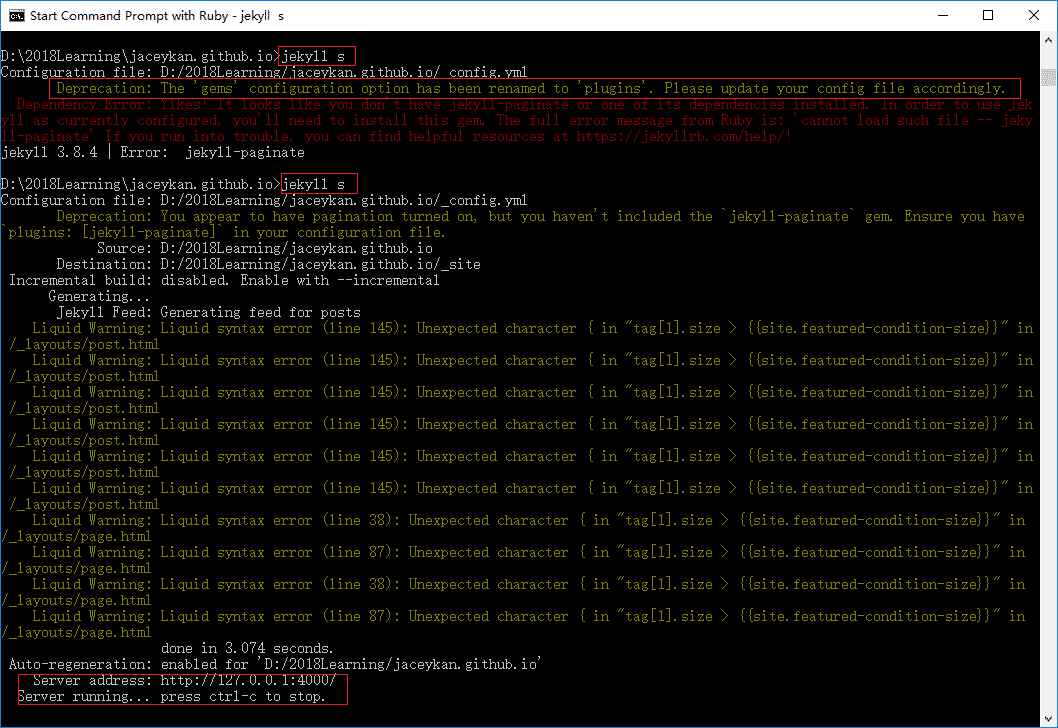 Start Command Prompt with Ruby - jekyll  s
D:\2018Learning\jaceykan.github.io>jekyll s
Configuration file: D:/2018Learning/jaceykan.github.io/_config.yml
Deprecation: The 'gems' configuration option has been renamed to 'plugins'. Please update your config file accordingly.
Dependency Error: Yikes! It looks like you don't have jekyll-paginate or one of its dependencies installed. In order to use jek
yll as currently configured, you'll need to install this gem. The full error message from Ruby is: 'cannot load such file -- jeky
ll-paginate' If you run into trouble, you can find helpful resources at https://jekyllrb.com/help/!
jekyll 3.8.4 | Error:  jekyll-paginate
D:\2018Learning\jaceykan.github.io>jekyll s
Configuration file: D:/2018Learning/jaceykan.github.io/_config.yml
Deprecation: You appear to have pagination turned on, but you haven't included the `jekyll-paginate` gem. Ensure you have
`plugins: [jekyll-paginate]` in your configuration file.
Source: D:/2018Learning/jaceykan.github.io
Destination: D:/2018Learning/jaceykan.github.io/_site
Incremental build: disabled. Enable with --incremental
Generating...
Jekyll Feed: Generating feed for posts
Liquid Warning: Liquid syntax error (line 145): Unexpected character { in "tag[1].size > {{site.featured-condition-size}}" in
/_layouts/post.html
Liquid Warning: Liquid syntax error (line 145): Unexpected character { in "tag[1].size > {{site.featured-condition-size}}" in
/_layouts/post.html
Liquid Warning: Liquid syntax error (line 145): Unexpected character { in "tag[1].size > {{site.featured-condition-size}}" in
/_layouts/post.html
Liquid Warning: Liquid syntax error (line 145): Unexpected character { in "tag[1].size > {{site.featured-condition-size}}" in
/_layouts/post.html
Liquid Warning: Liquid syntax error (line 145): Unexpected character { in "tag[1].size > {{site.featured-condition-size}}" in
/_layouts/post.html
Liquid Warning: Liquid syntax error (line 145): Unexpected character { in "tag[1].size > {{site.featured-condition-size}}" in
/_layouts/post.html
Liquid Warning: Liquid syntax error (line 38): Unexpected character { in "tag[1].size > {{site.featured-condition-size}}" in
/_layouts/page.html
Liquid Warning: Liquid syntax error (line 87): Unexpected character { in "tag[1].size > {{site.featured-condition-size}}" in
/_layouts/page.html
Liquid Warning: Liquid syntax error (line 38): Unexpected character { in "tag[1].size > {{site.featured-condition-size}}" in
/_layouts/page.html
Liquid Warning: Liquid syntax error (line 87): Unexpected character { in "tag[1].size > {{site.featured-condition-size}}" in
/_layouts/page.html
done in 3.074 seconds.
Auto-regeneration: enabled for 'D:/2018Learning/jaceykan.github.io'
Server address: http://127.0.0.1:4000/
Server running... press ctrl-c to stop.